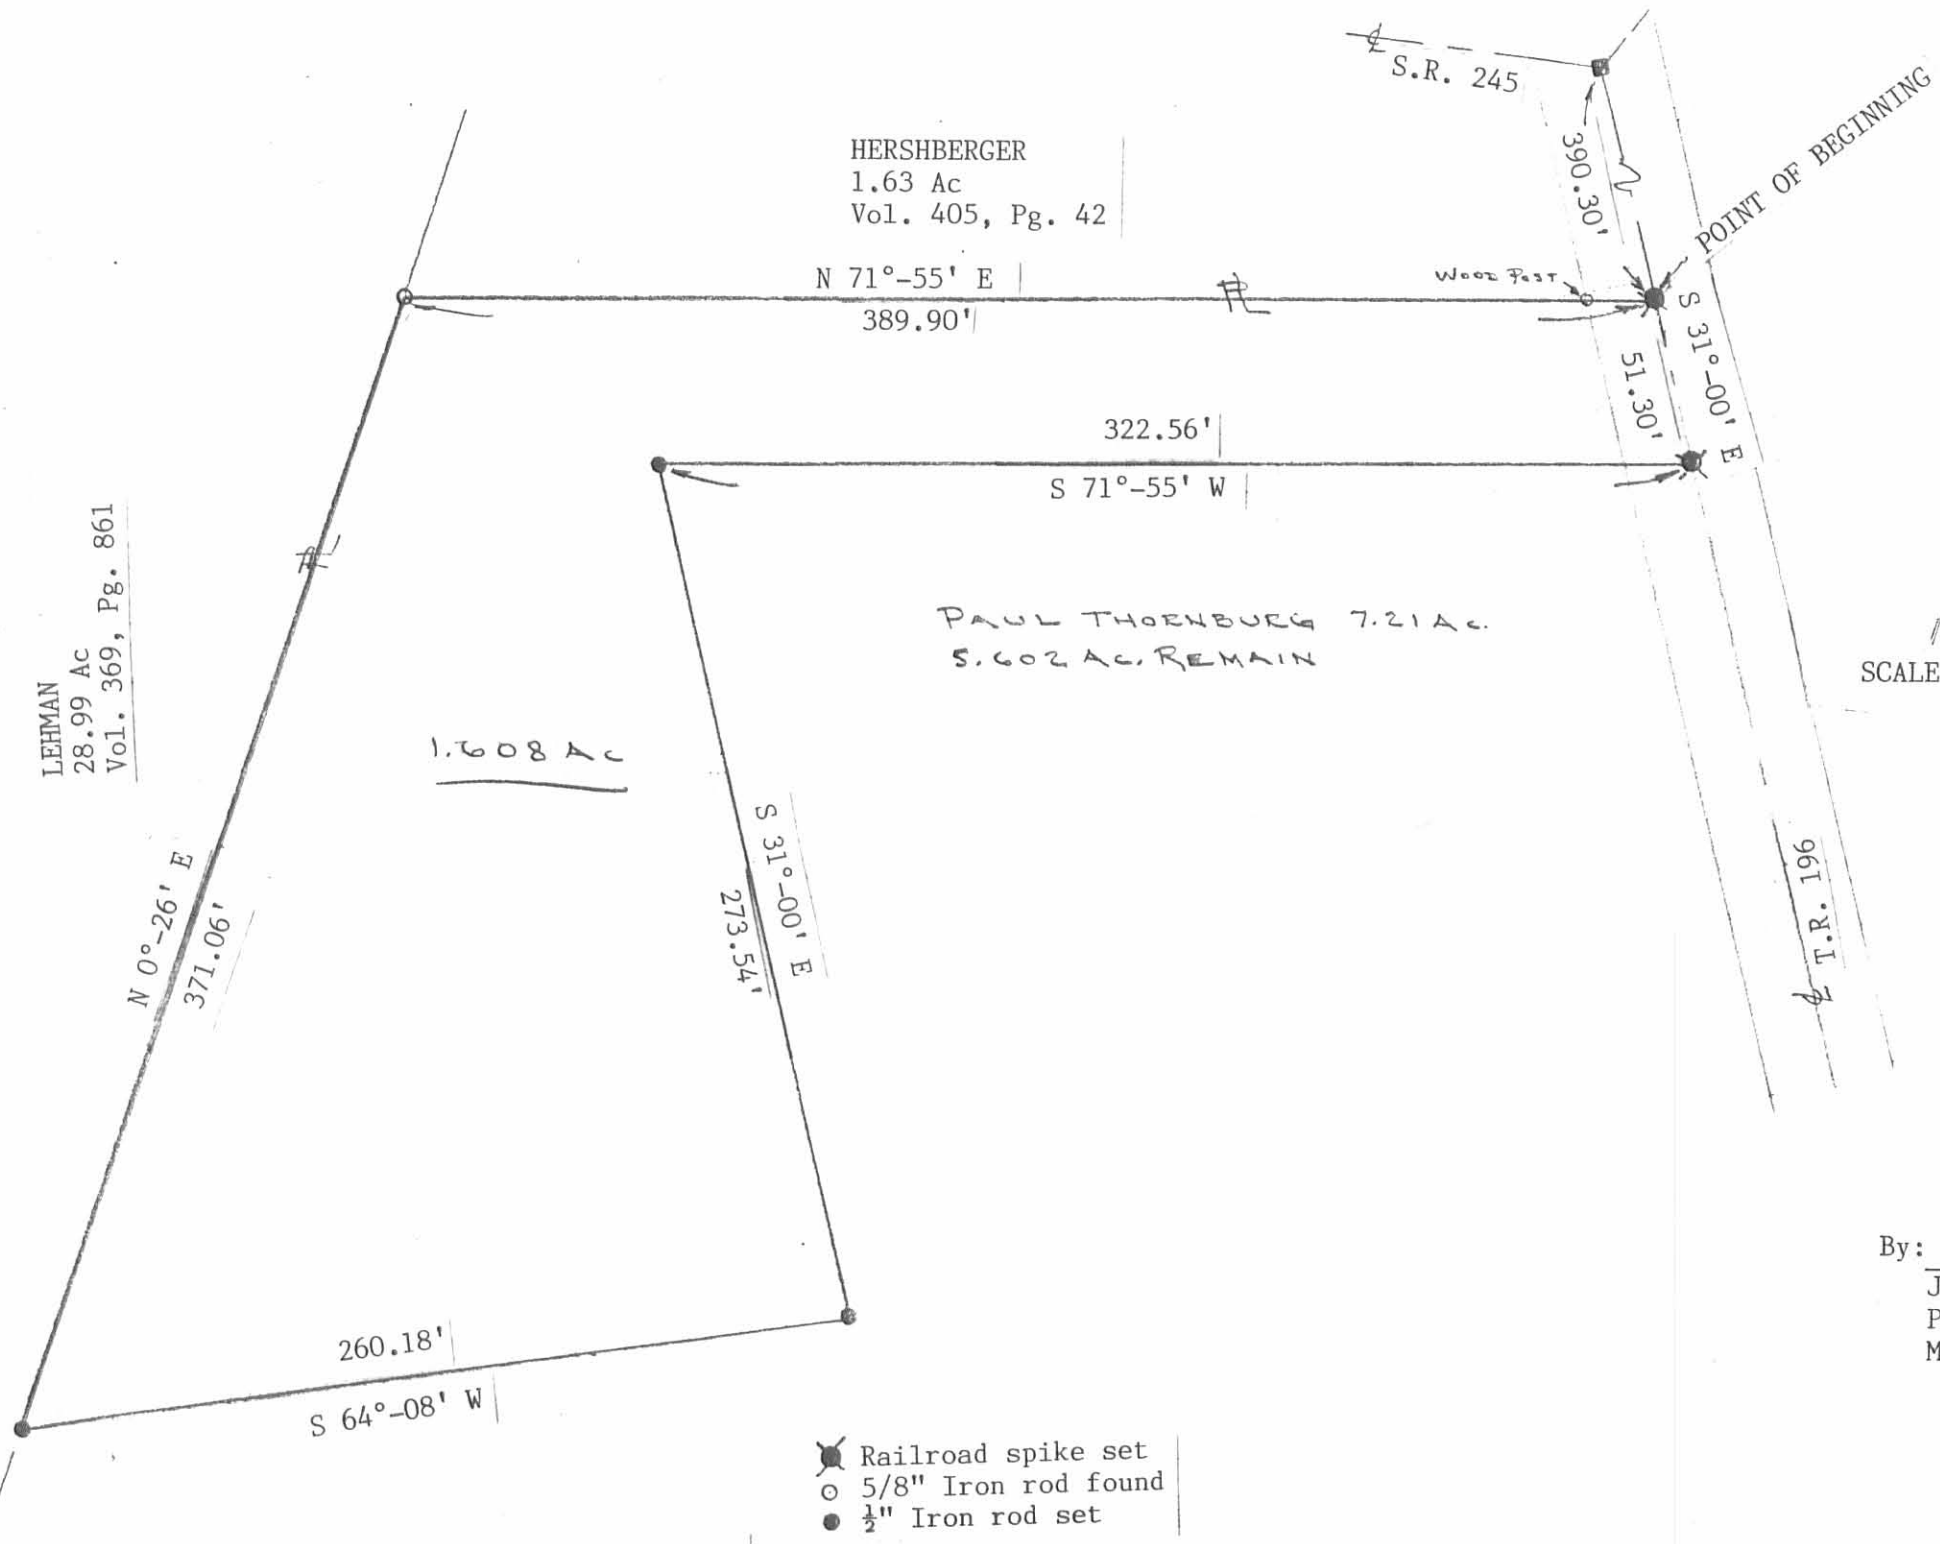 ℄
S.R. 245
HERSHBERGER
1.63 Ac
Vol. 405, Pg. 42
390.30'
POINT OF BEGINNING
N 71°-55' E
389.90'
℄
WOOD POST
S 31°-00' E
51.30'
322.56'
S 71°-55' W
LEHMAN
28.99 Ac
Vol. 369, Pg. 861
PAUL THORNBURG 7.21 AC.
5.602 AC. REMAIN
SCALE
1.608 AC
N 0°-26' E
371.06'
S 31°-00' E
273.54'
℄ T.R. 196
260.18'
S 64°-08' W
By:
J
P
M
Railroad spike set
5/8" Iron rod found
½" Iron rod set